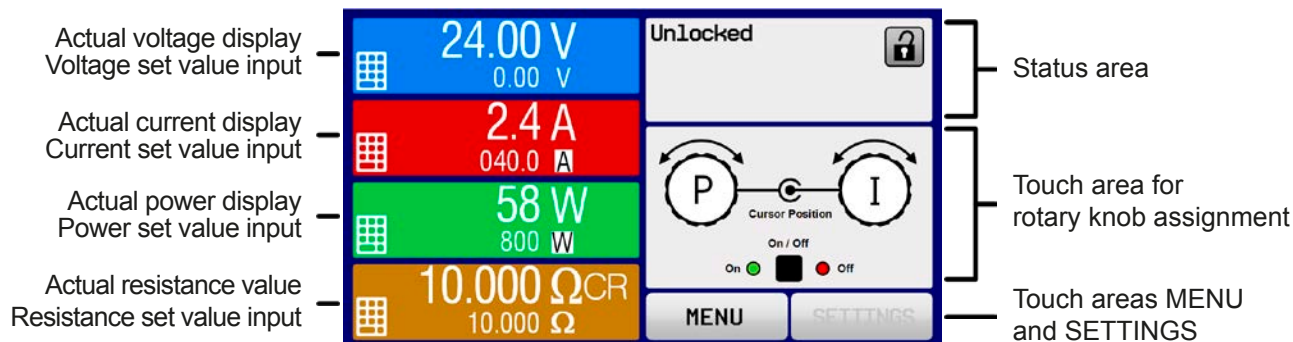 Actual voltage display
Voltage set value input
Actual current display
Current set value input
Actual power display
Power set value input
Actual resistance value
Resistance set value input
24.00 V
0.00 V
2.4 A
040.0 A
58 W
800 W
10.000 ΩCR
10.000 Ω
Unlocked
P
I
Cursor Position
On / Off
On
Off
MENU
SETTINGS
Status area
Touch area for
rotary knob assignment
Touch areas MENU
and SETTINGS